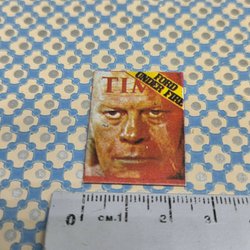 TIM
FORD
UNDER FIRE
0 CM.1 2 3